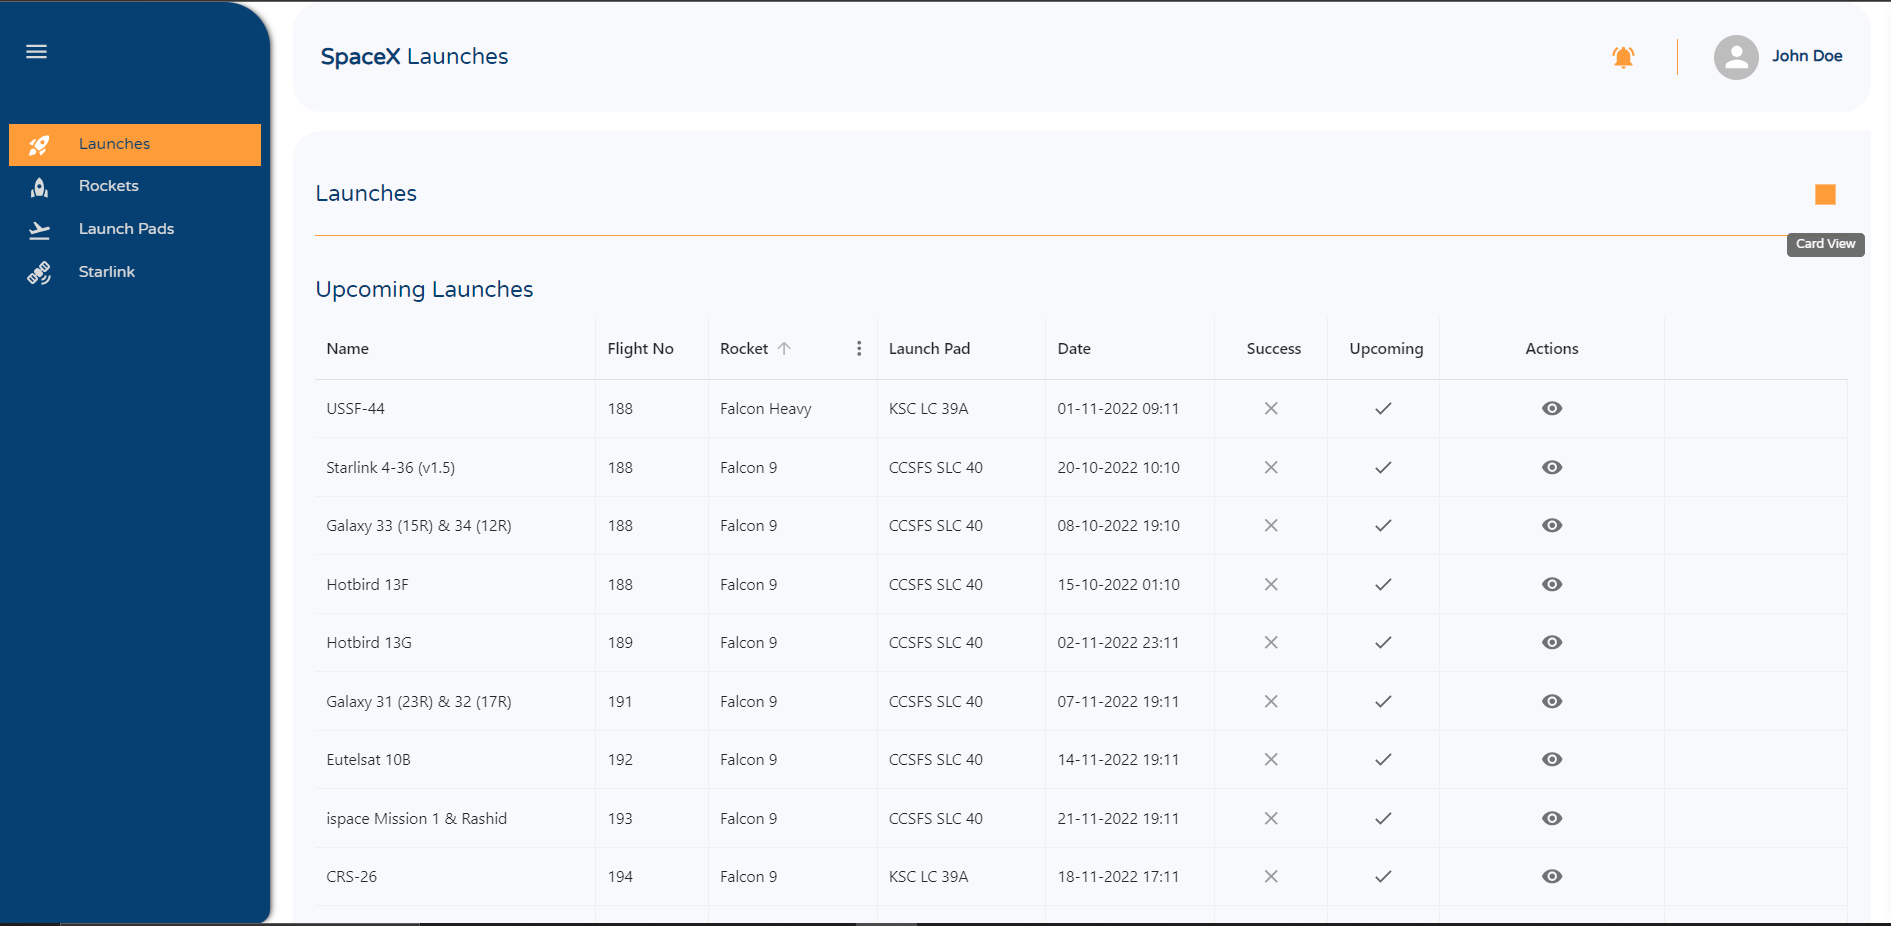 SpaceX Launches
John Doe
Launches
Rockets
Launch Pads
Starlink
Launches
Card View
Upcoming Launches
Name Flight No Rocket Launch Pad Date Success Upcoming Actions
USSF-44 188 Falcon Heavy KSC LC 39A 01-11-2022 09:11
Starlink 4-36 (v1.5) 188 Falcon 9 CCSFS SLC 40 20-10-2022 10:10
Galaxy 33 (15R) & 34 (12R) 188 Falcon 9 CCSFS SLC 40 08-10-2022 19:10
Hotbird 13F 188 Falcon 9 CCSFS SLC 40 15-10-2022 01:10
Hotbird 13G 189 Falcon 9 CCSFS SLC 40 02-11-2022 23:11
Galaxy 31 (23R) & 32 (17R) 191 Falcon 9 CCSFS SLC 40 07-11-2022 19:11
Eutelsat 10B 192 Falcon 9 CCSFS SLC 40 14-11-2022 19:11
ispace Mission 1 & Rashid 193 Falcon 9 CCSFS SLC 40 21-11-2022 19:11
CRS-26 194 Falcon 9 KSC LC 39A 18-11-2022 17:11